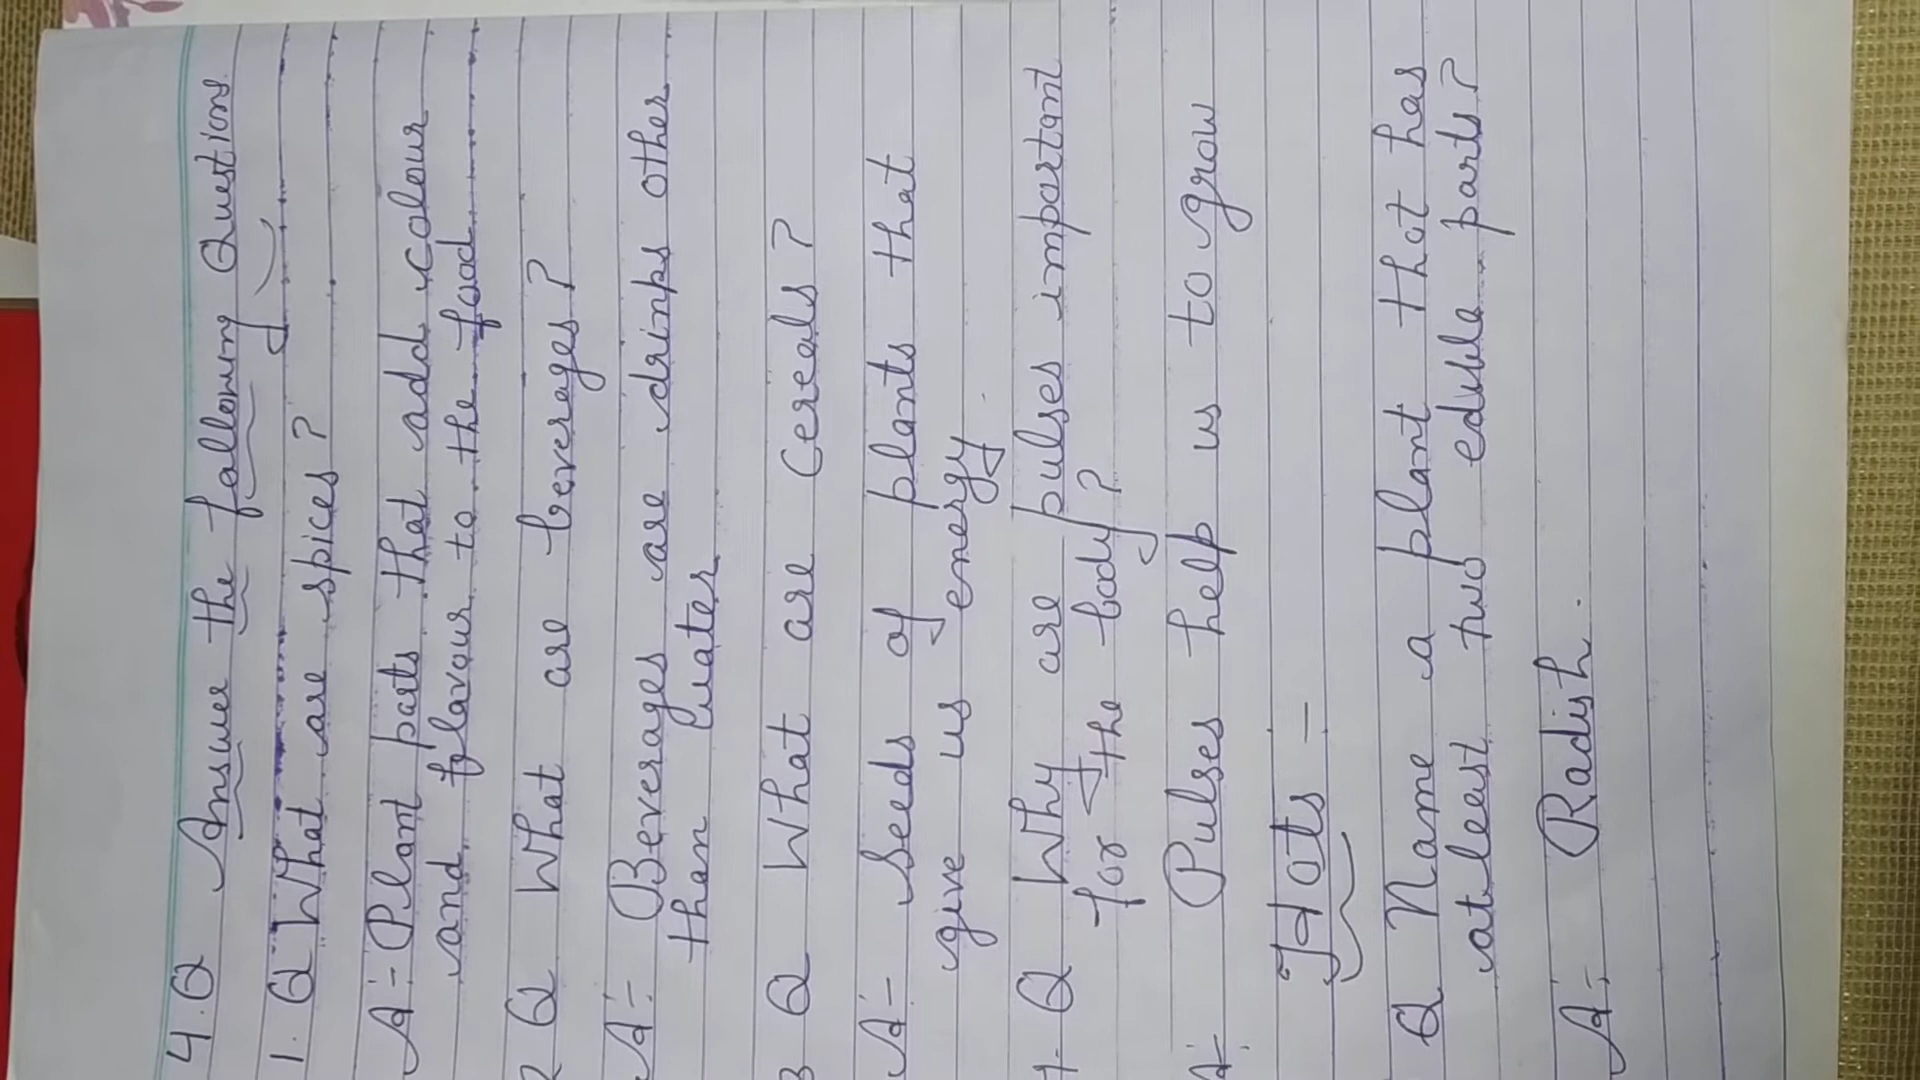 4.Q Answer the following Questions
1. Q What are spices?
A:- Plant parts that add colour
and flavour to the food
2 Q What are beverages?
A:- Beverages are drinks other
than water
3 Q What are Cereals?
A:- Seeds of plants that
give us energy.
4- Q Why are pulses important
for the body?
A:- Pulses help us to grow
Hots -
Q Name a plant that has
atleast two edible parts?
A:- Radish.